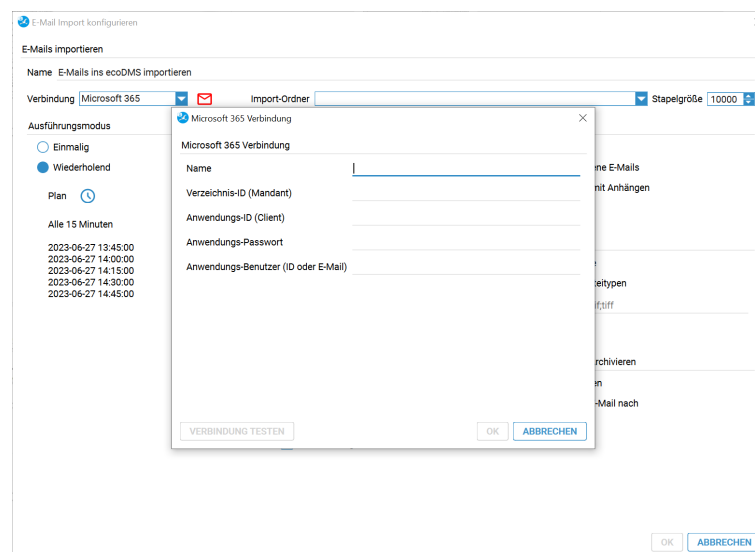 E-Mail Import konfigurieren
E-Mails importieren
Name E-Mails ins ecoDMS importieren
Verbindung Microsoft 365 Import-Ordner Stapelgröße 10000
Ausführungsmodus
Einmalig
Wiederholend
Plan
Alle 15 Minuten
2023-06-27 13:45:00
2023-06-27 14:00:00
2023-06-27 14:15:00
2023-06-27 14:30:00
2023-06-27 14:45:00
Microsoft 365 Verbindung
Microsoft 365 Verbindung
Name
Verzeichnis-ID (Mandant)
Anwendungs-ID (Client)
Anwendungs-Passwort
Anwendungs-Benutzer (ID oder E-Mail)
VERBINDUNG TESTEN OK ABBRECHEN
ne E-Mails
mit Anhängen
eitypen
if;tiff
rchivieren
en
-Mail nach
OK ABBRECHEN